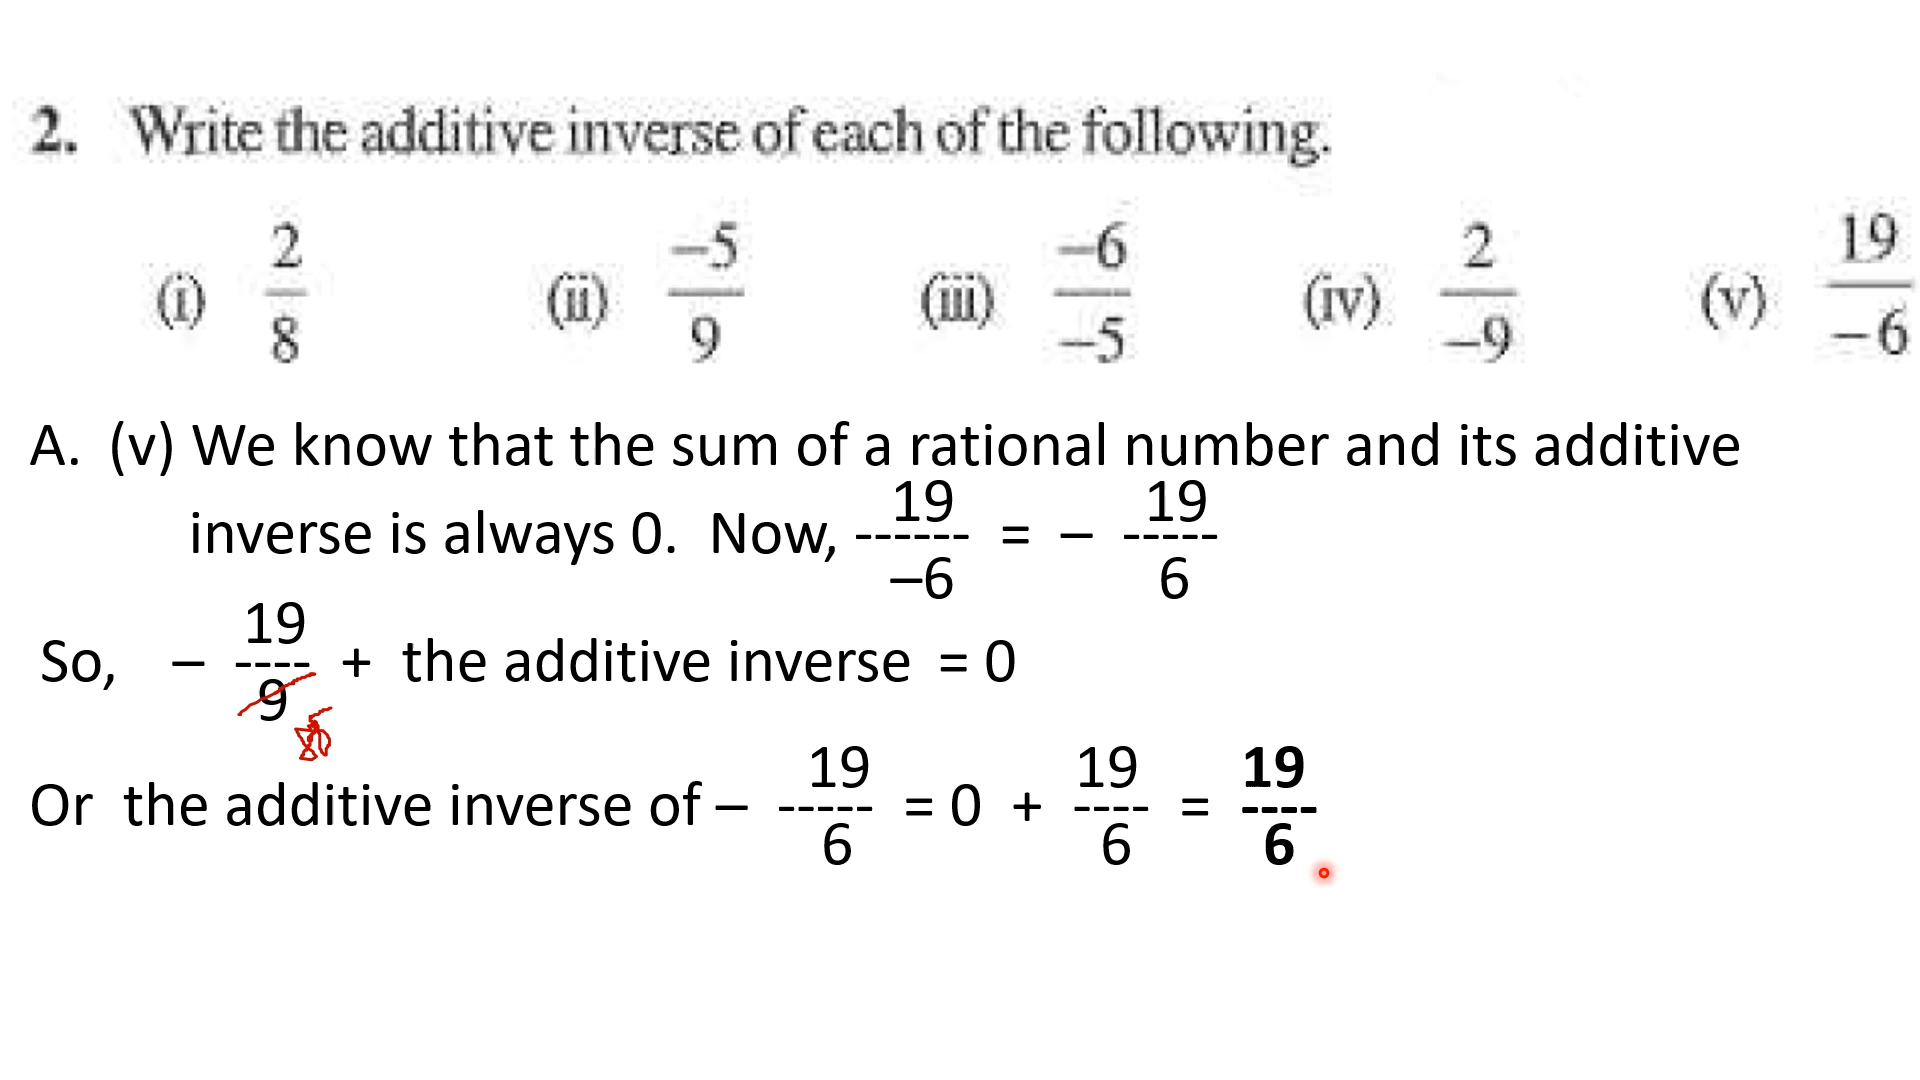 2. Write the additive inverse of each of the following.
(i) 2/8 (ii) –5/9 (iii) –6/–5 (iv) 2/–9 (v) 19/–6
A. (v) We know that the sum of a rational number and its additive
inverse is always 0. Now, 19/–6 = – 19/6
So, – 19/9 + the additive inverse = 0
Or the additive inverse of – 19/6 = 0 + 19/6 = 19/6